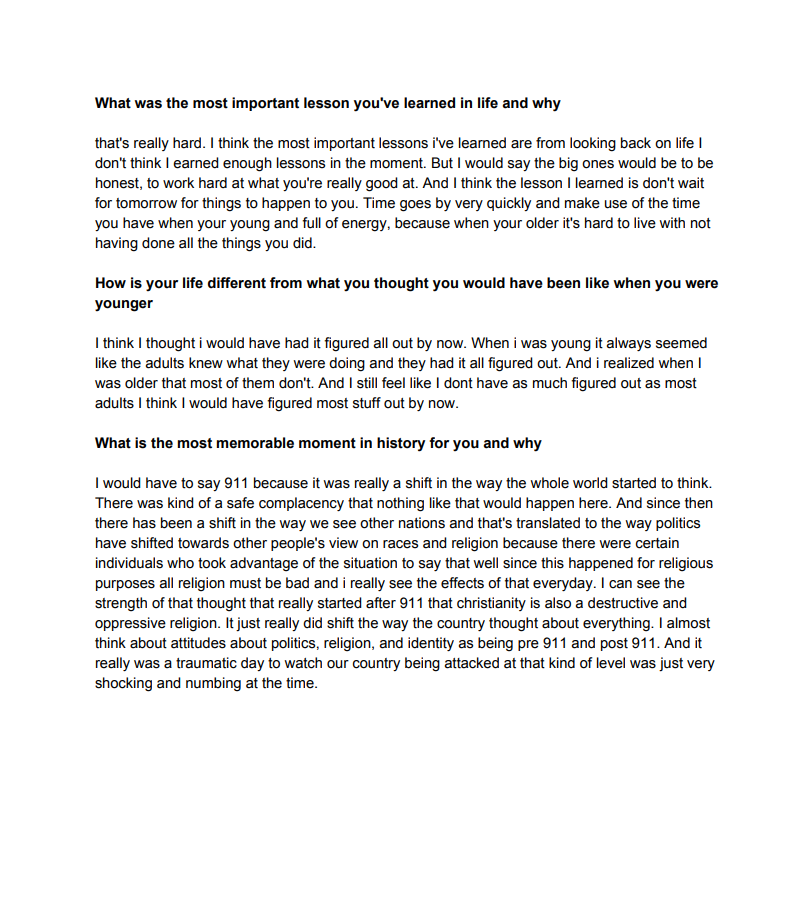 What was the most important lesson you've learned in life and why
that's really hard. I think the most important lessons i've learned are from looking back on life I
don't think I earned enough lessons in the moment. But I would say the big ones would be to be
honest, to work hard at what you're really good at. And I think the lesson I learned is don't wait
for tomorrow for things to happen to you. Time goes by very quickly and make use of the time
you have when your young and full of energy, because when your older it's hard to live with not
having done all the things you did.
How is your life different from what you thought you would have been like when you were
younger
I think I thought i would have had it figured all out by now. When i was young it always seemed
like the adults knew what they were doing and they had it all figured out. And i realized when I
was older that most of them don't. And I still feel like I dont have as much figured out as most
adults I think I would have figured most stuff out by now.
What is the most memorable moment in history for you and why
I would have to say 911 because it was really a shift in the way the whole world started to think.
There was kind of a safe complacency that nothing like that would happen here. And since then
there has been a shift in the way we see other nations and that's translated to the way politics
have shifted towards other people's view on races and religion because there were certain
individuals who took advantage of the situation to say that well since this happened for religious
purposes all religion must be bad and i really see the effects of that everyday. I can see the
strength of that thought that really started after 911 that christianity is also a destructive and
oppressive religion. It just really did shift the way the country thought about everything. I almost
think about attitudes about politics, religion, and identity as being pre 911 and post 911. And it
really was a traumatic day to watch our country being attacked at that kind of level was just very
shocking and numbing at the time.